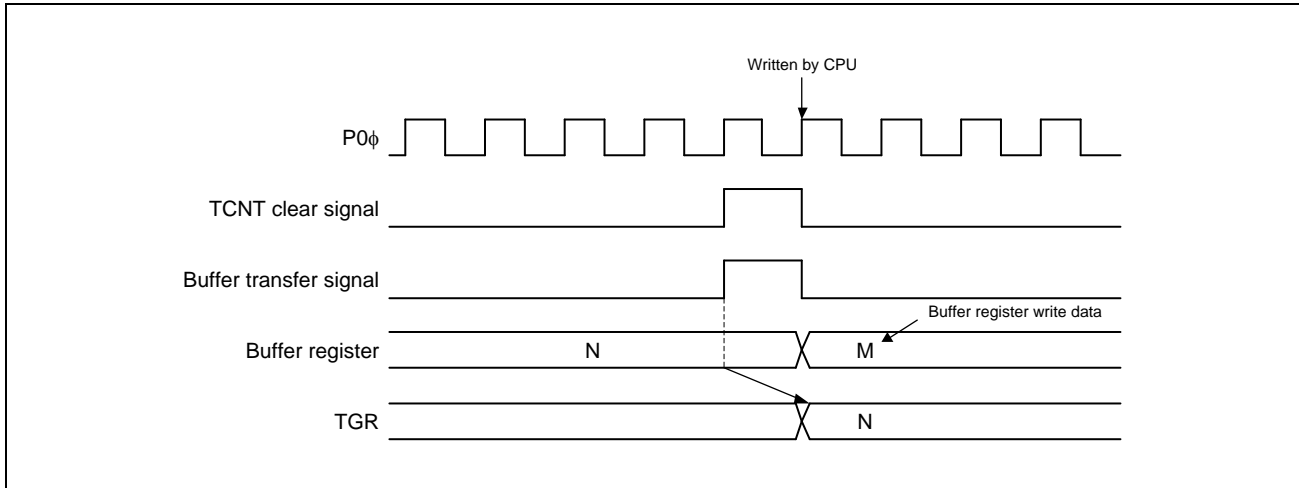 Written by CPU
P0ϕ
TCNT clear signal
Buffer transfer signal
Buffer register write data
Buffer register
N
M
TGR
N